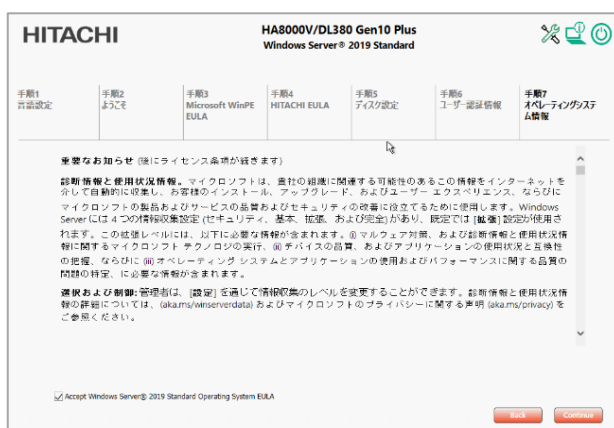 HITACHI
HA8000V/DL380 Gen10 Plus
Windows Server® 2019 Standard
手順1
言語設定
手順2
ようこそ
手順3
Microsoft WinPE
EULA
手順4
HITACHI EULA
手順5
ディスク設定
手順6
ユーザー認証情報
手順7
オペレーティングシステ
ム情報
重要なお知らせ (後にライセンス条項が続きます)
診断情報と使用状況情報。マイクロソフトは、貴社の組織に関連する可能性のあるこの情報をインターネットを
介して自動的に収集し、お客様のインストール、アップグレード、およびユーザー エクスペリエンス、ならびに
マイクロソフトの製品およびサービスの品質およびセキュリティの改善に役立てるために使用します。Windows
Server には 4 つの情報収集設定 (セキュリティ、基本、拡張、および完全) があり、既定では [拡張] 設定が使用さ
れます。この拡張レベルには、以下に必要な情報が含まれます。(i) マルウェア対策、および診断情報と使用状況情
報に関するマイクロソフト テクノロジの実行、(ii) デバイスの品質、およびアプリケーションの使用状況と互換性
の把握、ならびに (iii) オペレーティング システムとアプリケーションの使用およびパフォーマンスに関する品質の
問題の特定、に必要な情報が含まれます。
選択および制御: 管理者は、[設定] を通じて情報収集のレベルを変更することができます。診断情報と使用状況情
報の詳細については、(aka.ms/winserverdata) およびマイクロソフトのプライバシーに関する声明 (aka.ms/privacy) を
ご参照ください。
Accept Windows Server® 2019 Standard Operating System EULA
Back
Continue